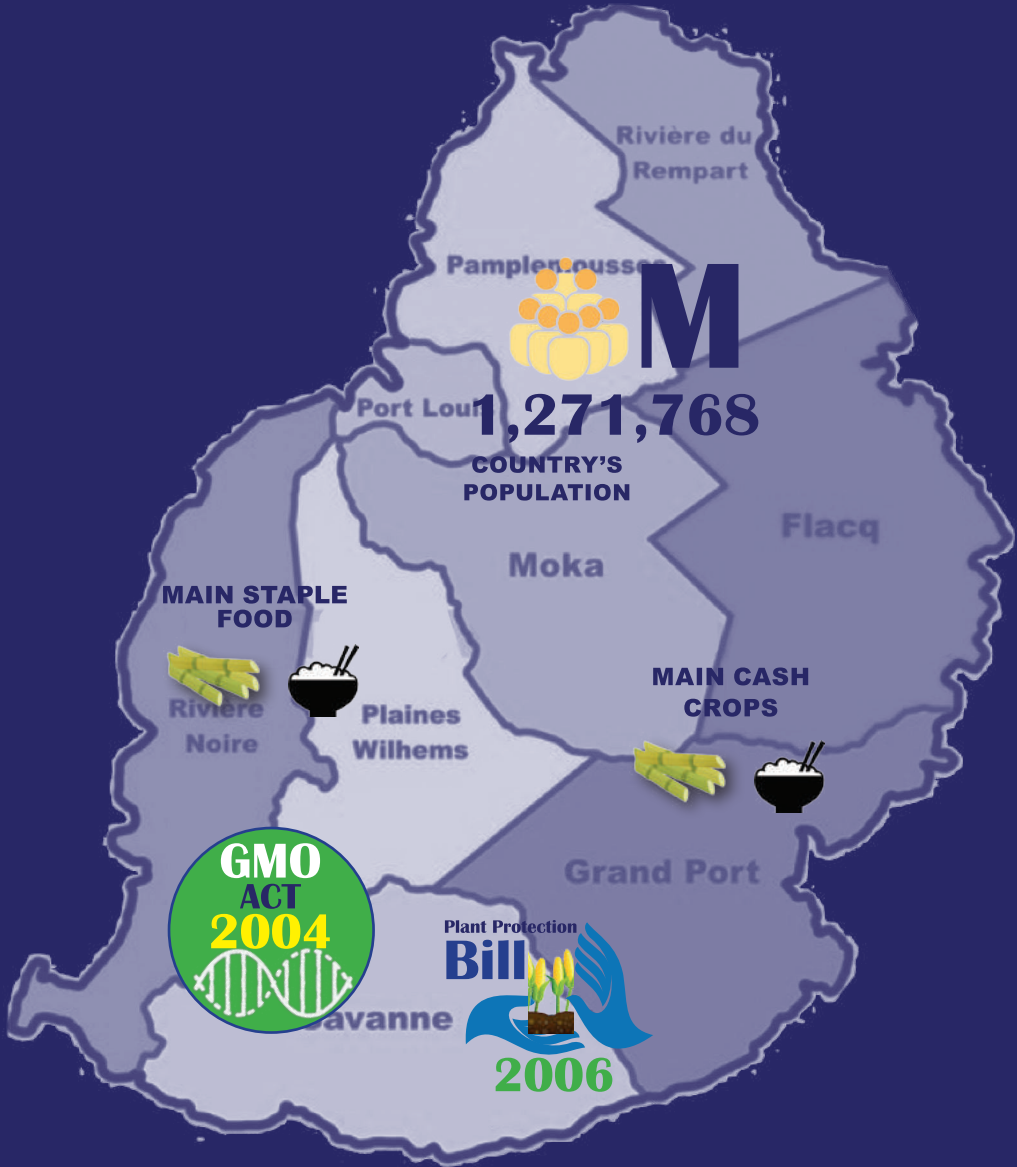 Rivière du
Rempart
Pamplemousses
M
Port Louis
1,271,768
COUNTRY'S
POPULATION
Flacq
Moka
MAIN STAPLE
FOOD
MAIN CASH
CROPS
Rivière
Noire
Plaines
Wilhems
GMO
ACT
2004
Grand Port
Plant Protection
Bill
Savanne
2006